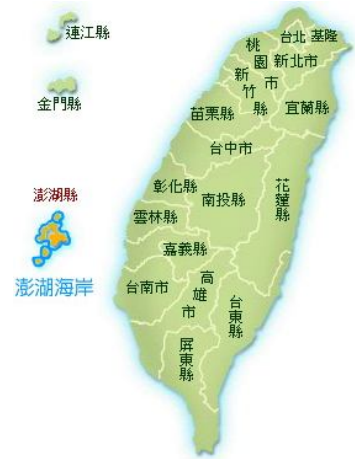 連江縣
金門縣
澎湖縣
澎湖海岸
台北
基隆
桃園市
新北市
新竹縣
宜蘭縣
苗栗縣
台中市
彰化縣
南投縣
花蓮縣
雲林縣
嘉義縣
台南市
高雄市
台東縣
屏東縣